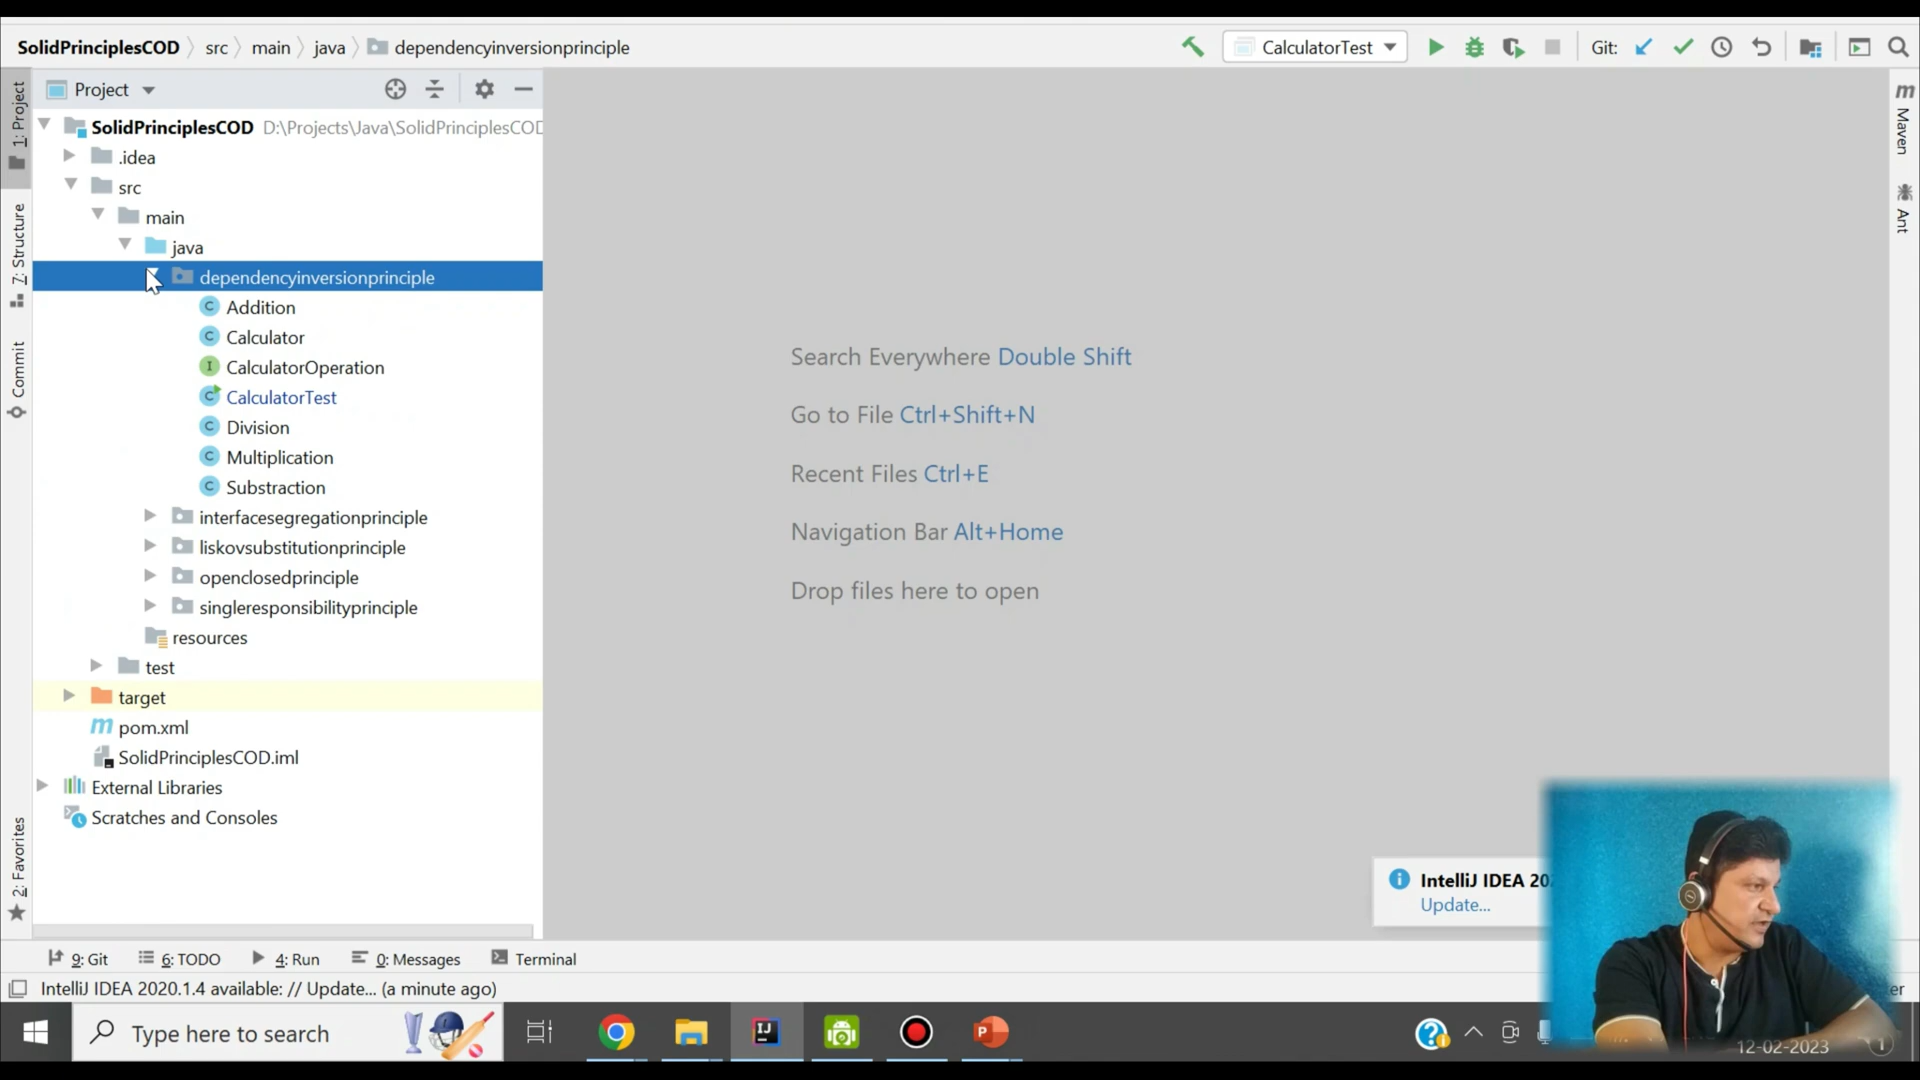 SolidPrinciplesCOD src main java dependencyinversionprinciple CalculatorTest Git:
Project
SolidPrinciplesCOD D:\Projects\Java\SolidPrinciplesCOD
.idea
src
main
java
dependencyinversionprinciple
Addition
Calculator
CalculatorOperation
CalculatorTest
Division
Multiplication
Substraction
interfacesegregationprinciple
liskovsubstitutionprinciple
openclosedprinciple
singleresponsibilityprinciple
resources
test
target
pom.xml
SolidPrinciplesCOD.iml
External Libraries
Scratches and Consoles
1: Project
7: Structure
Commit
2: Favorites
Search Everywhere Double Shift
Go to File Ctrl+Shift+N
Recent Files Ctrl+E
Navigation Bar Alt+Home
Drop files here to open
Maven
Ant
IntelliJ IDEA 20
Update...
9: Git 6: TODO 4: Run 0: Messages Terminal
IntelliJ IDEA 2020.1.4 available: // Update... (a minute ago)
Type here to search
12-02-2023